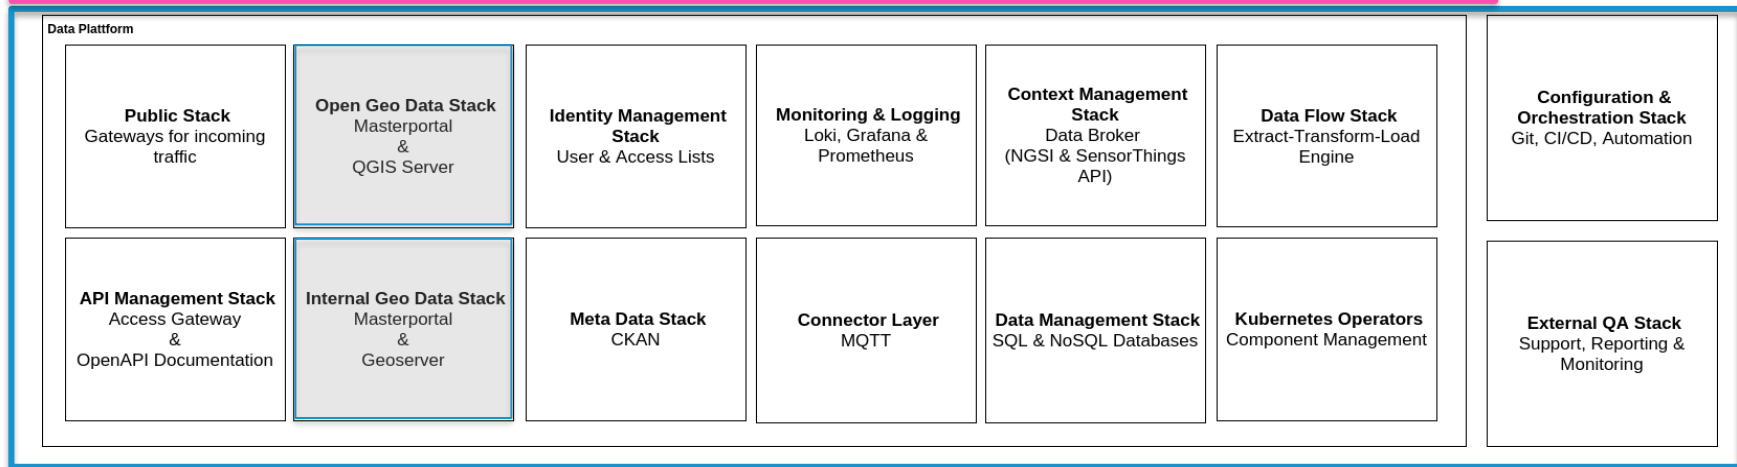 Data Plattform
Public Stack
Gateways for incoming
traffic
Open Geo Data Stack
Masterportal
&
QGIS Server
Identity Management
Stack
User & Access Lists
Monitoring & Logging
Loki, Grafana &
Prometheus
Context Management
Stack
Data Broker
(NGSI & SensorThings
API)
Data Flow Stack
Extract-Transform-Load
Engine
Configuration &
Orchestration Stack
Git, CI/CD, Automation
API Management Stack
Access Gateway
&
OpenAPI Documentation
Internal Geo Data Stack
Masterportal
&
Geoserver
Meta Data Stack
CKAN
Connector Layer
MQTT
Data Management Stack
SQL & NoSQL Databases
Kubernetes Operators
Component Management
External QA Stack
Support, Reporting &
Monitoring